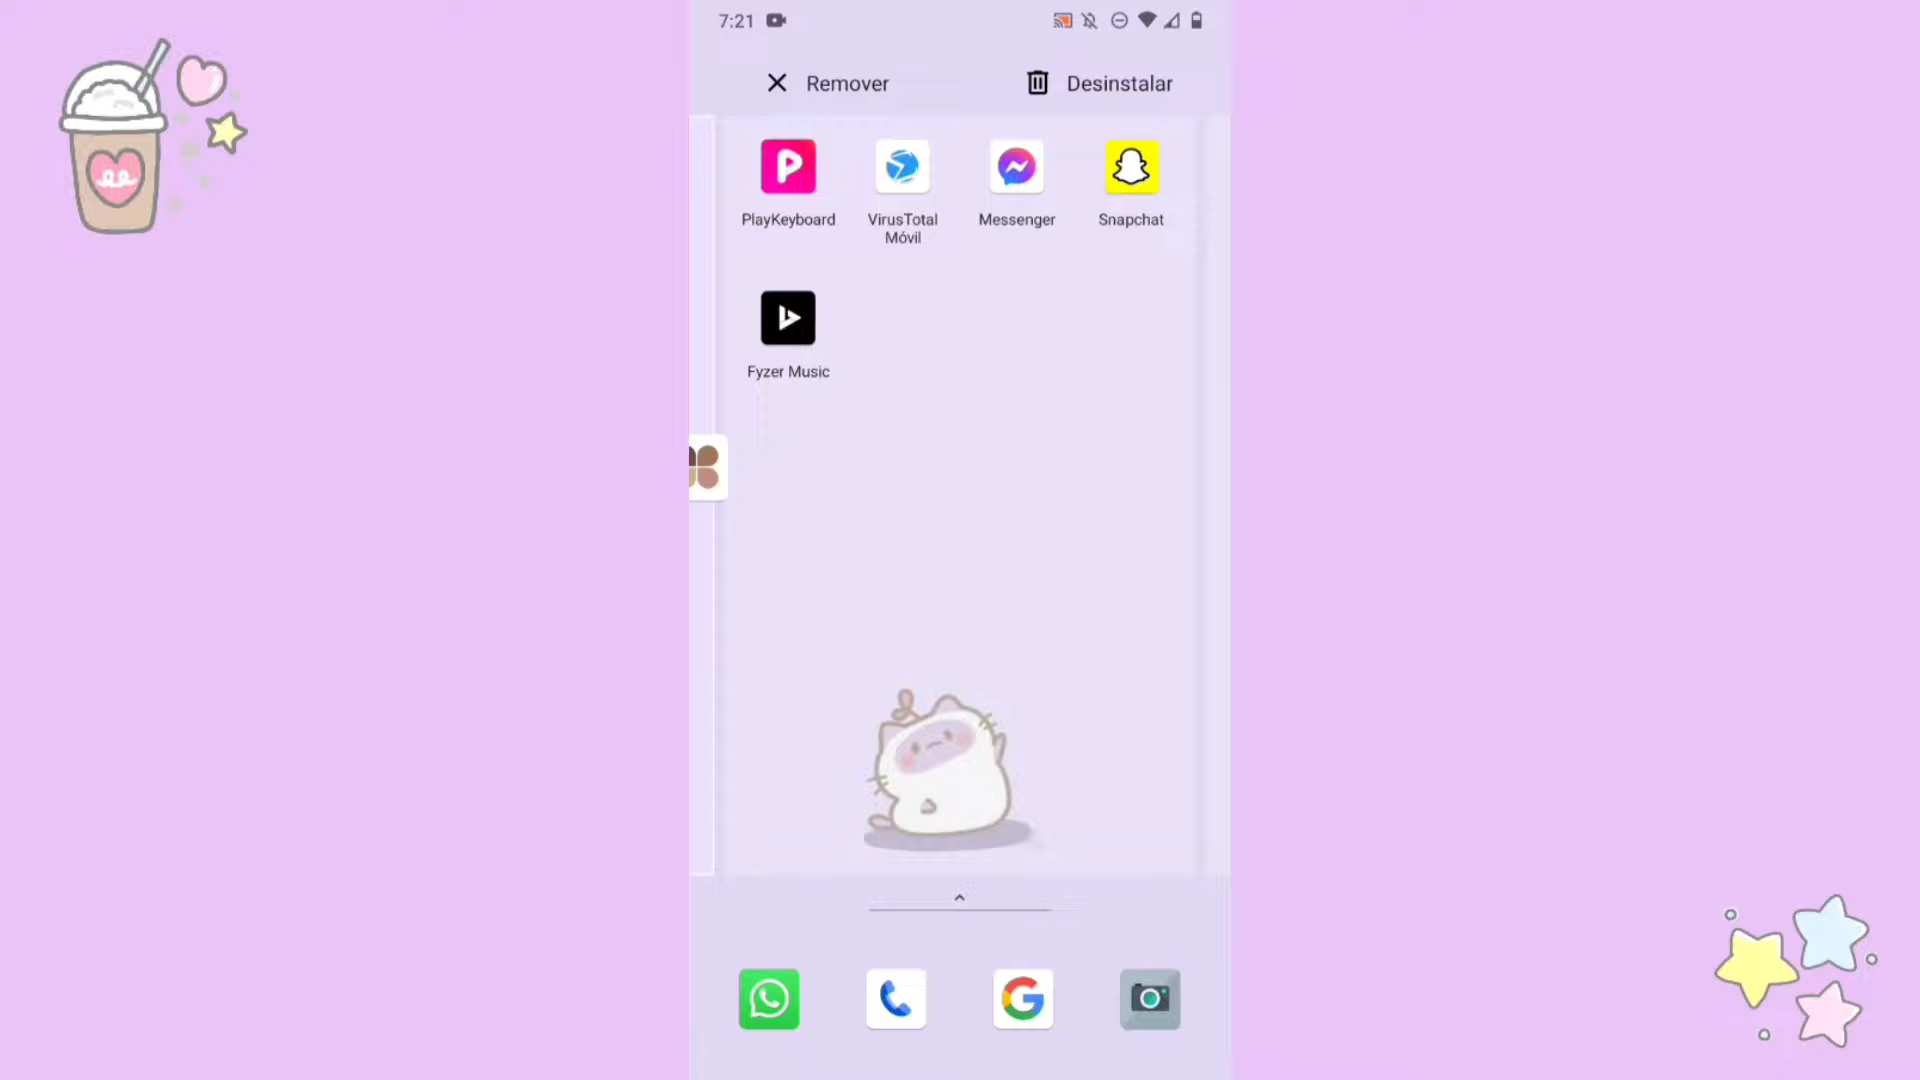 7:21
Remover
Desinstalar
PlayKeyboard
VirusTotal
Móvil
Messenger
Snapchat
Fyzer Music